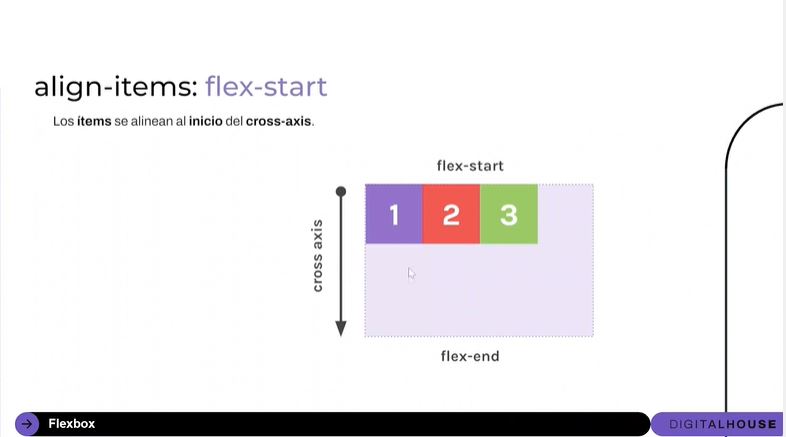 align-items: flex-start
Los ítems se alinean al inicio del cross-axis.
flex-start
1 2 3
cross axis
flex-end
Flexbox
DIGITALHOUSE